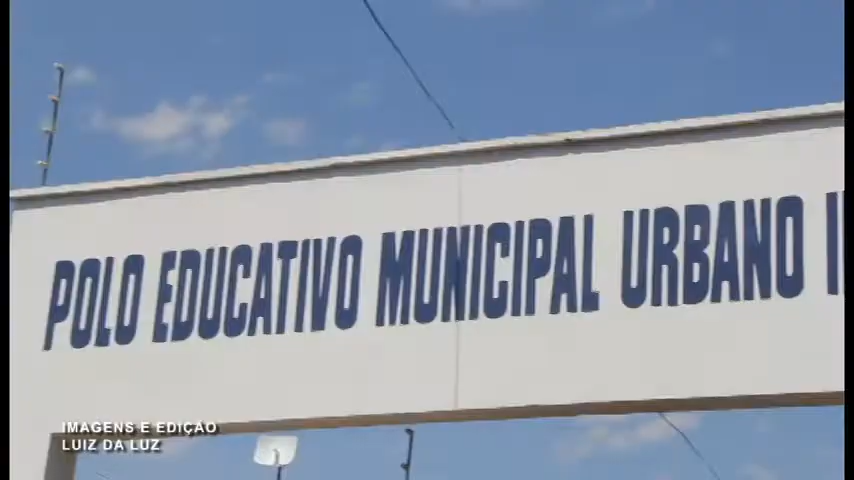 POLO EDUCATIVO MUNICIPAL URBANO
IMAGENS E EDIÇÃO
LUIZ DA LUZ